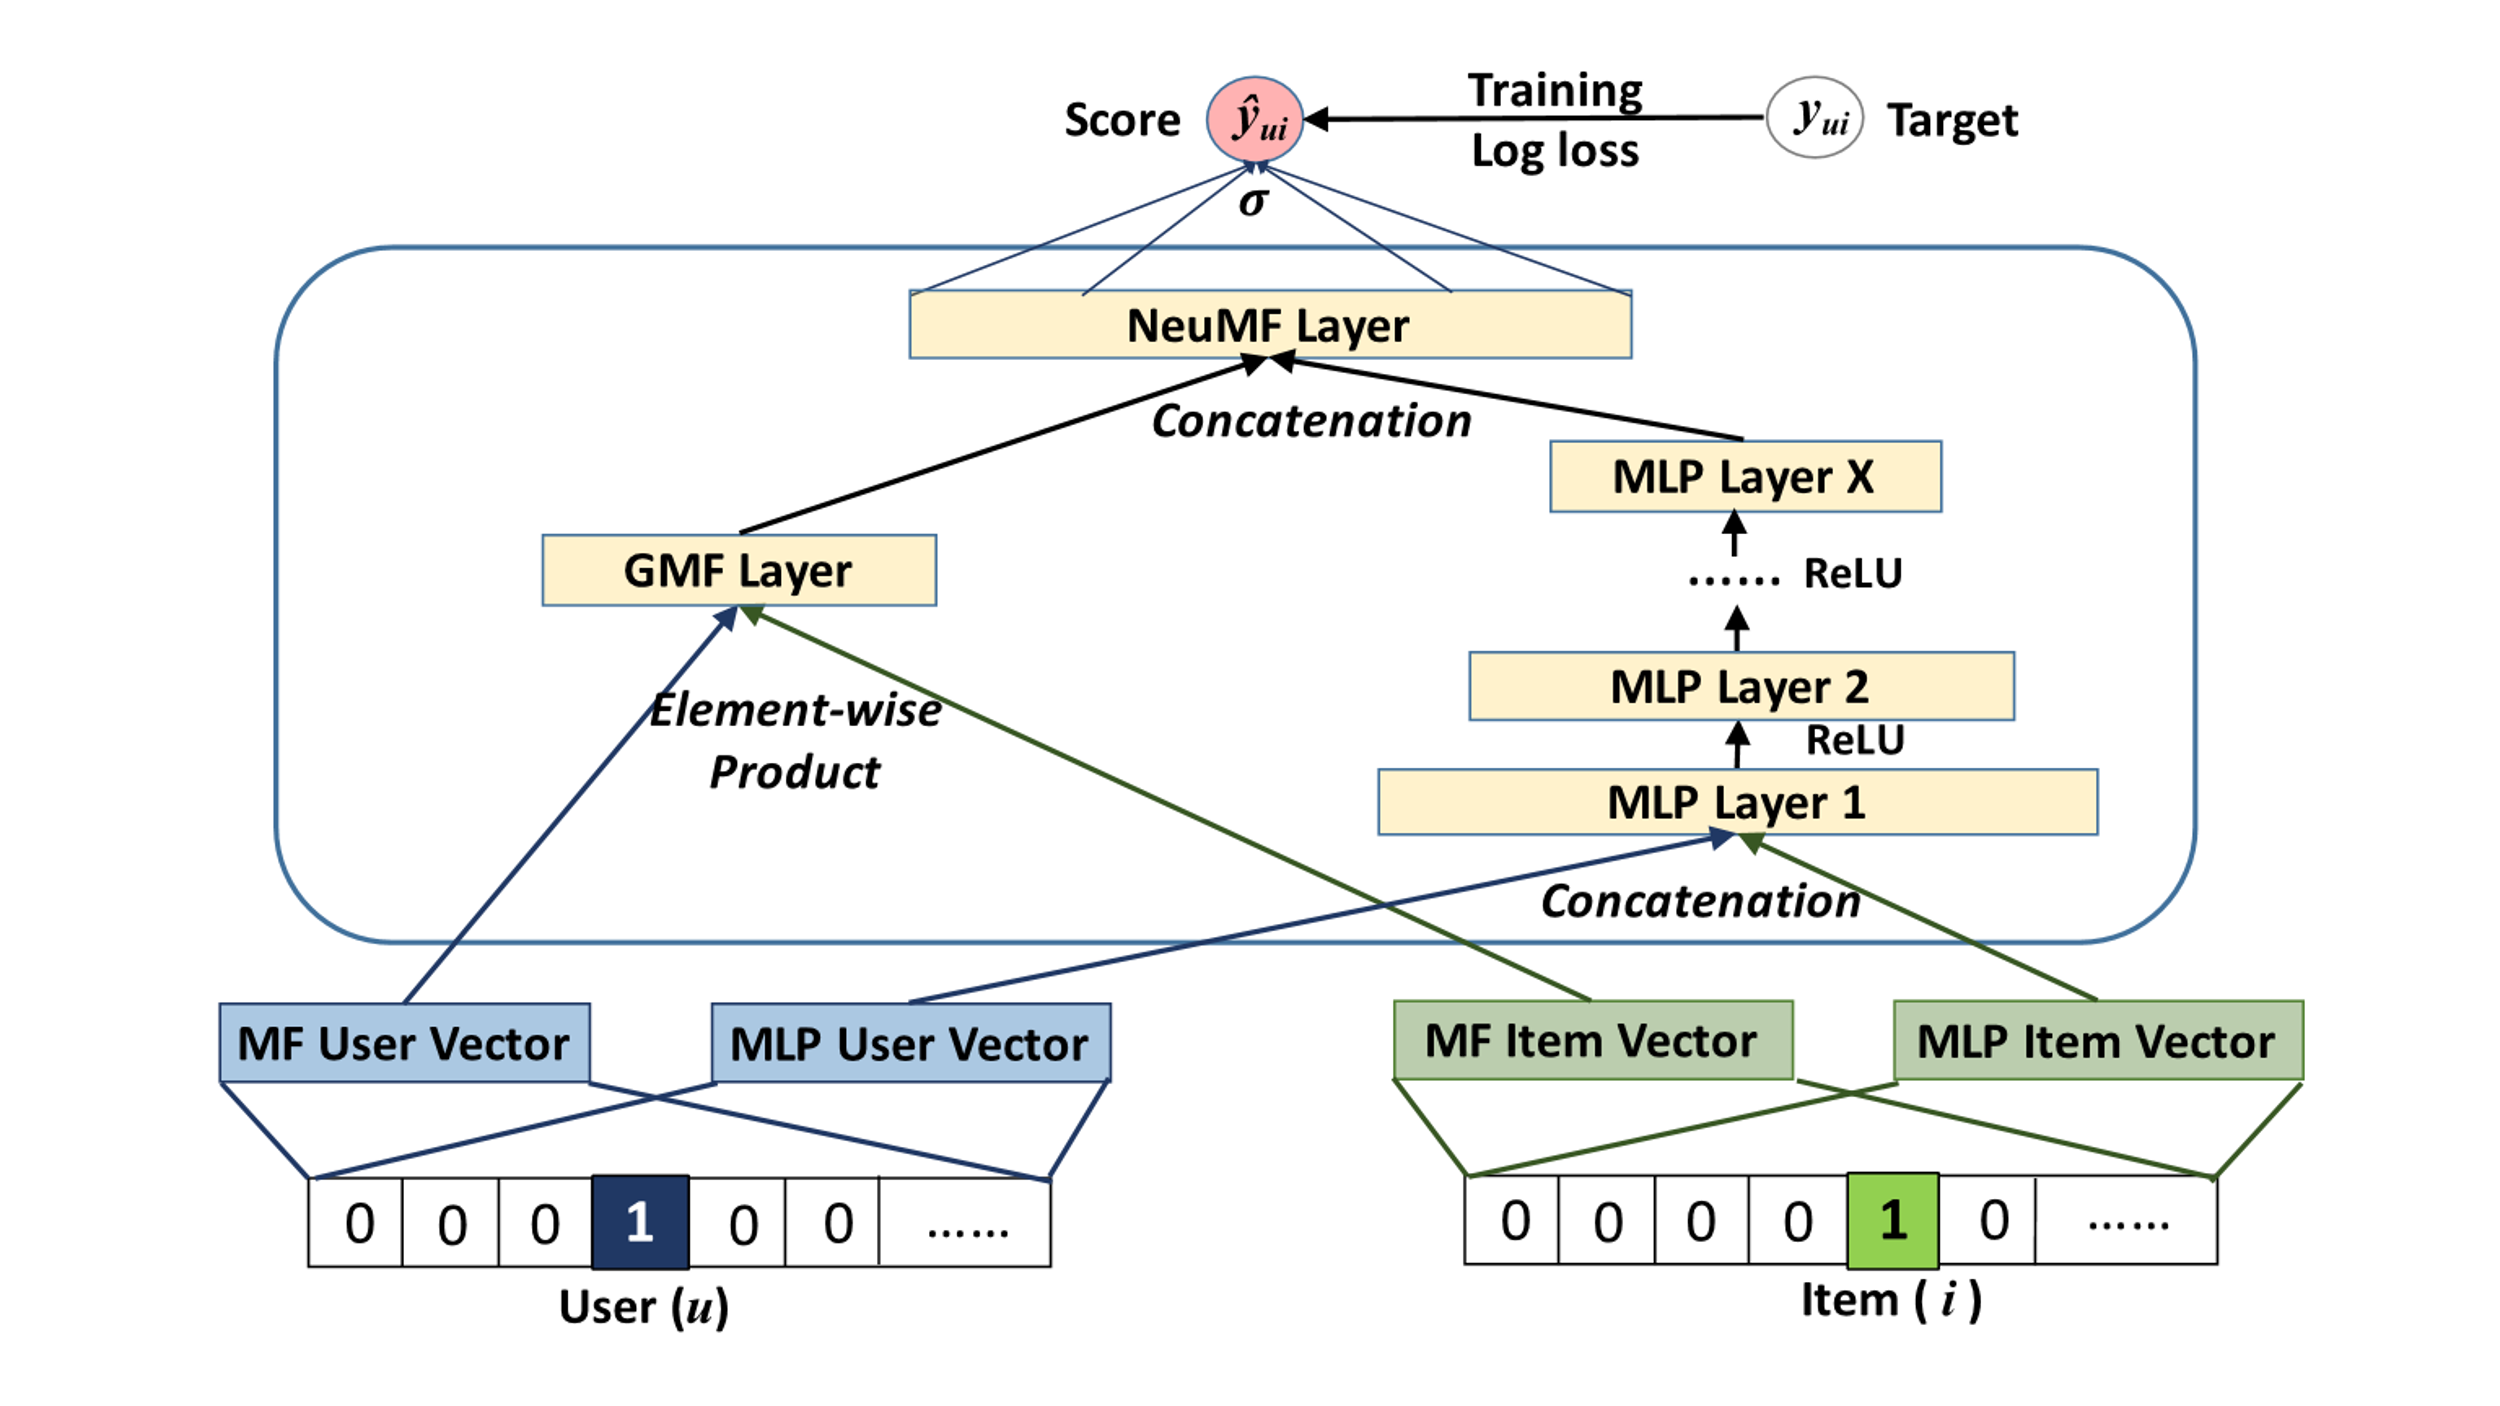 Score
ŷui
Training
Log loss
yui
Target
σ
NeuMF Layer
Concatenation
MLP Layer X
GMF Layer
...... ReLU
MLP Layer 2
Element-wise
Product
ReLU
MLP Layer 1
Concatenation
MF User Vector
MLP User Vector
MF Item Vector
MLP Item Vector
0 0 0 1 0 0 ......
0 0 0 0 1 0 ......
User (u)
Item ( i )